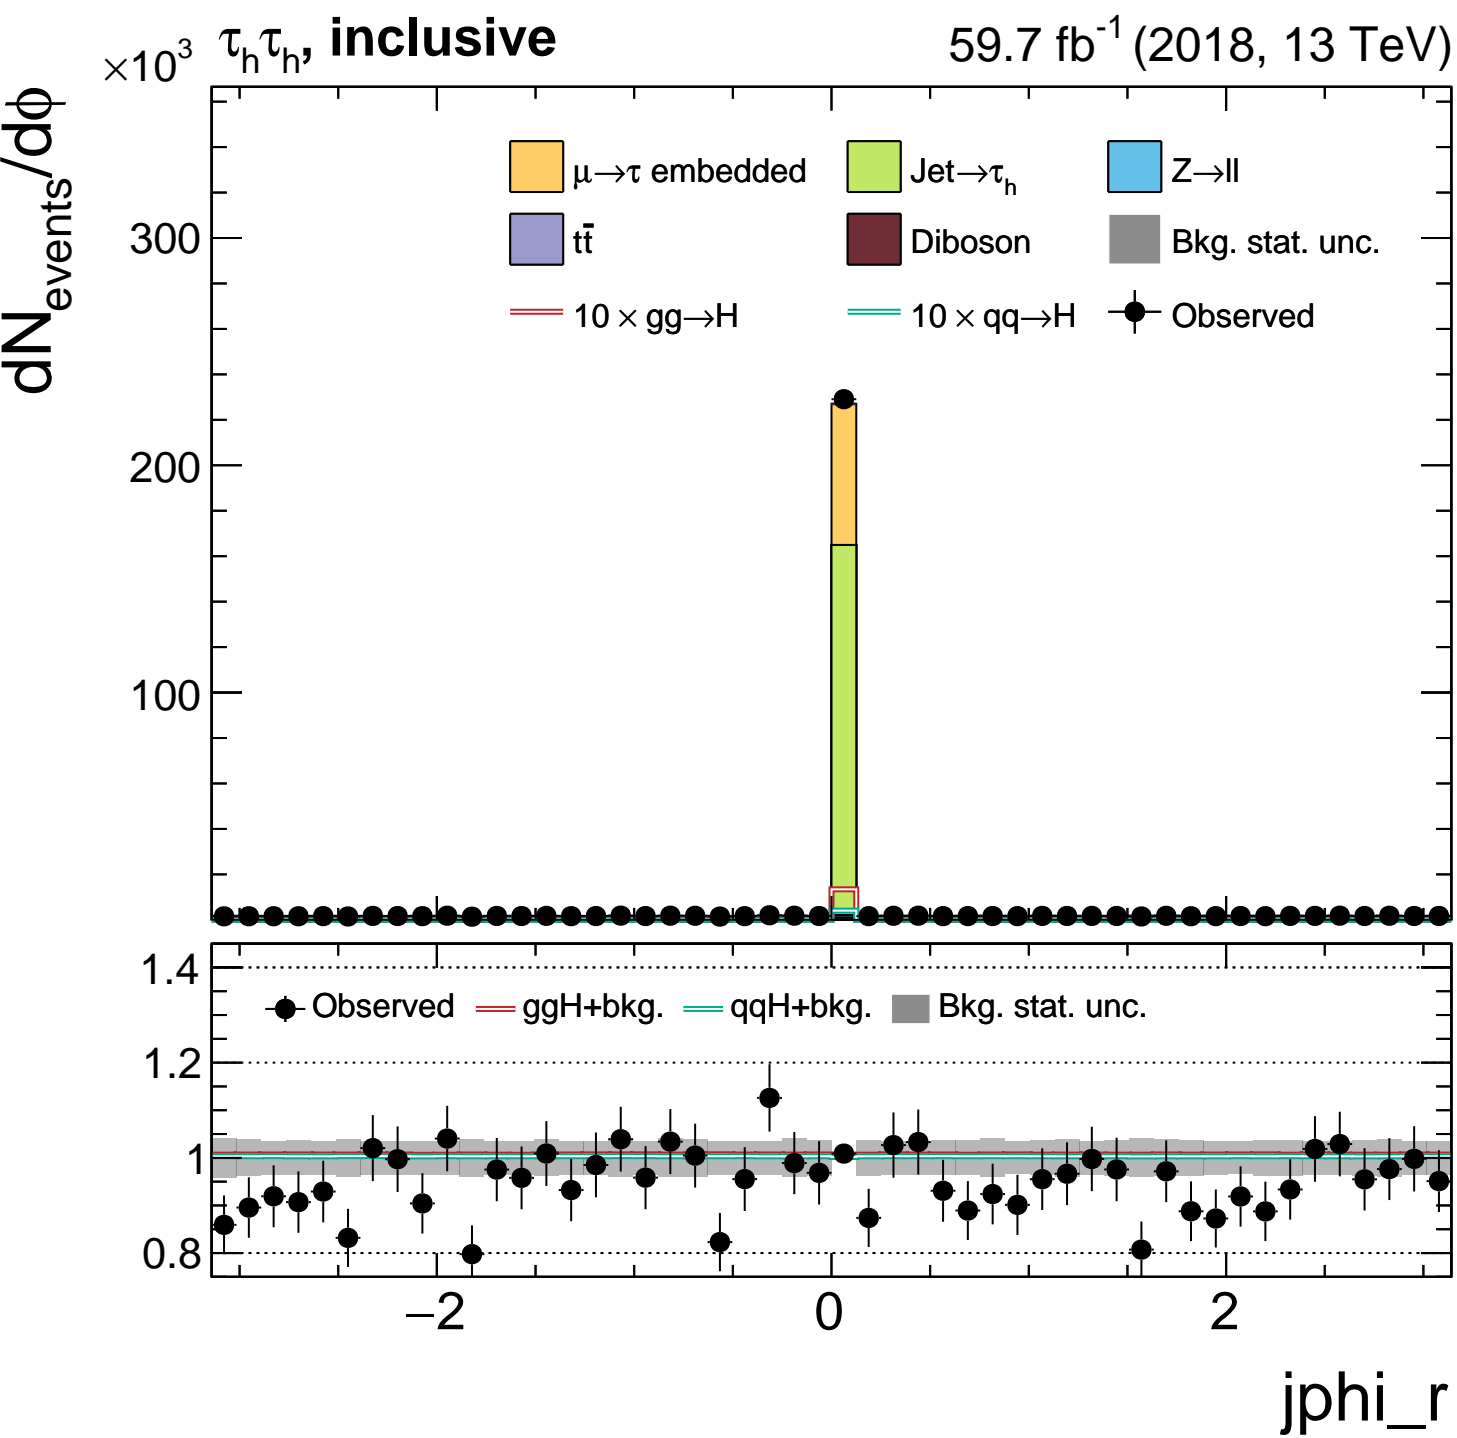 ×10³ τₕτₕ, inclusive 59.7 fb⁻¹ (2018, 13 TeV)
dN_events/dϕ
μ→τ embedded Jet→τₕ Z→ll
tt̄ Diboson Bkg. stat. unc.
10 × gg→H 10 × qq→H Observed
300
200
100
1.4
Observed ggH+bkg. qqH+bkg. Bkg. stat. unc.
1.2
1
0.8
−2 0 2
jphi_r